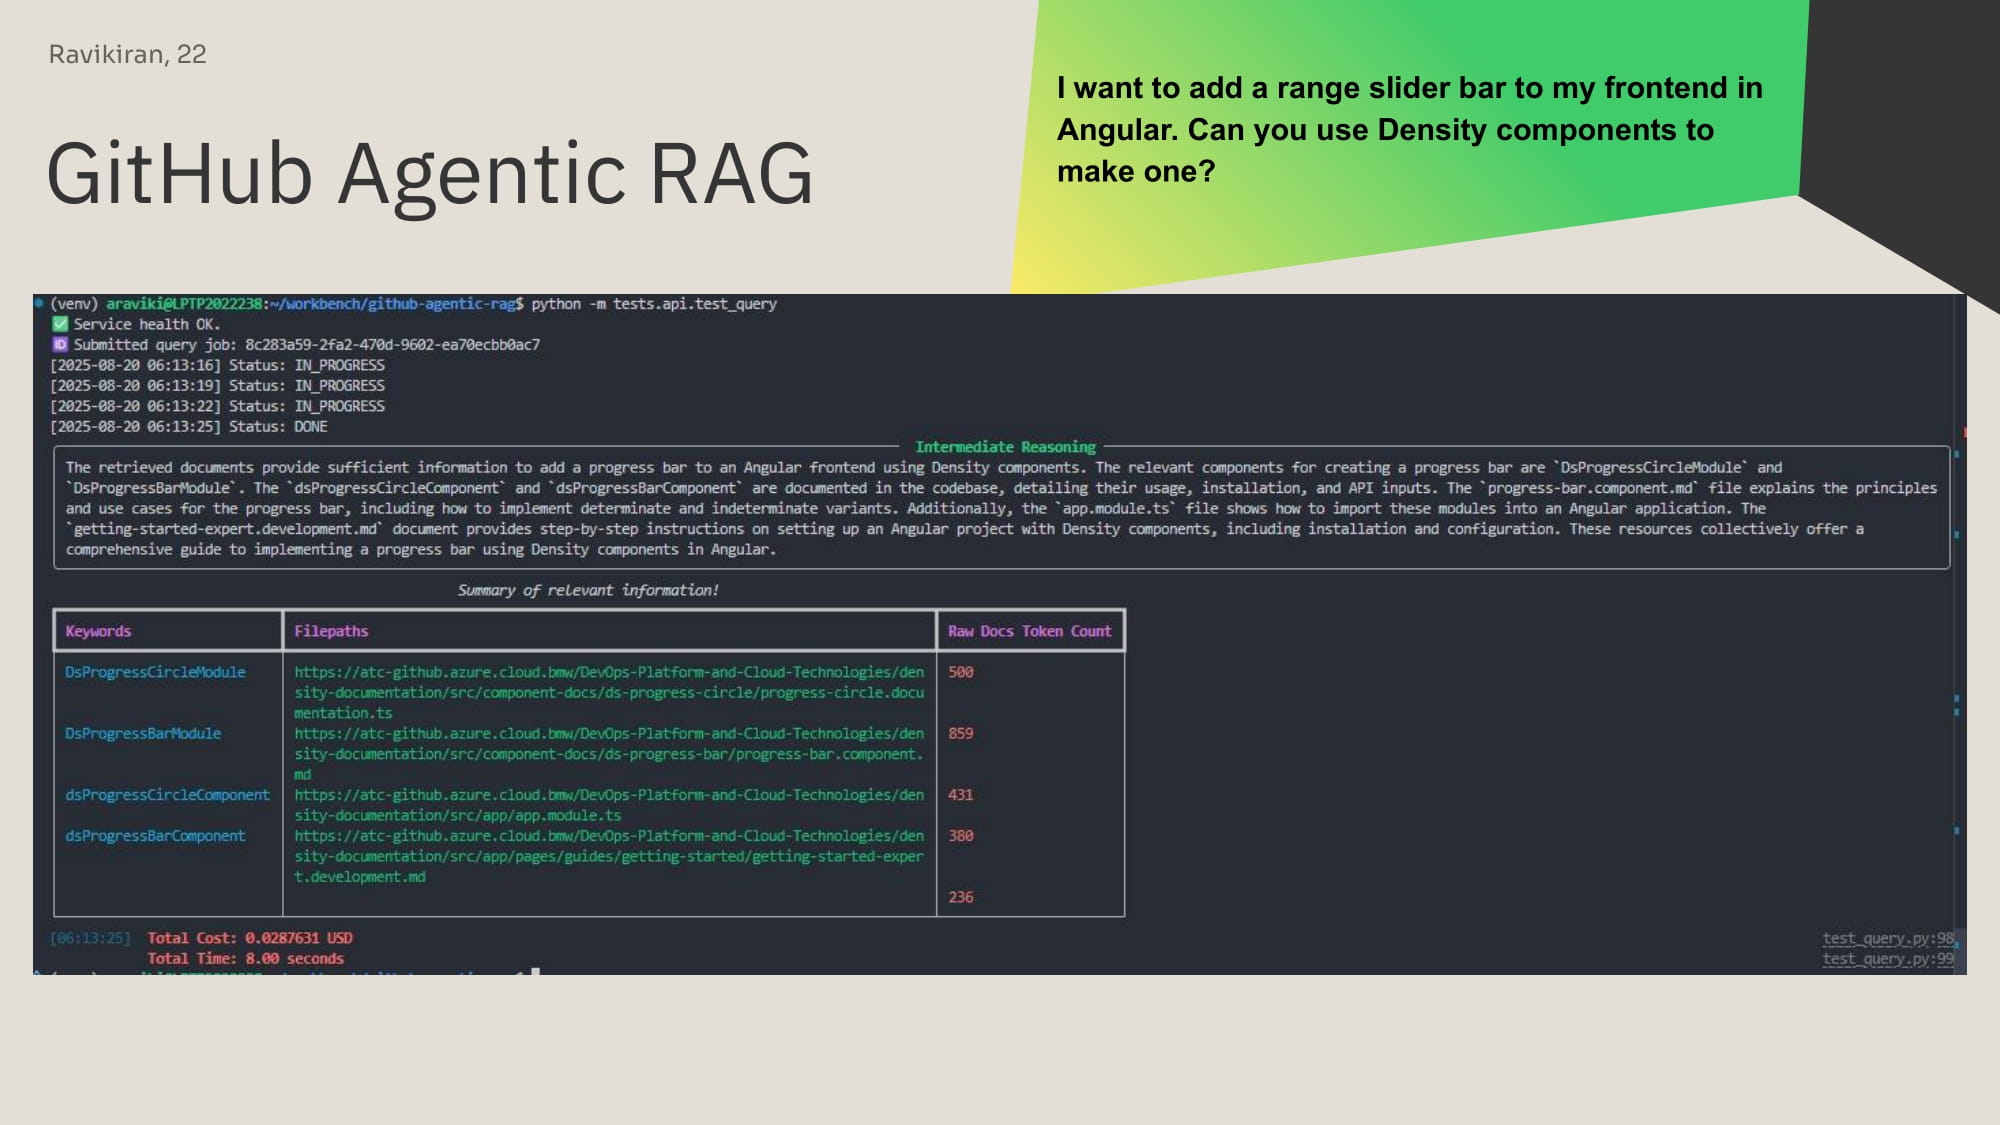 Ravikiran, 22
GitHub Agentic RAG
I want to add a range slider bar to my frontend in
Angular. Can you use Density components to
make one?
(venv) araviki@LPTP2022238:~/workbench/github-agentic-rag$ python -m tests.api.test_query
✅ Service health OK.
🆔 Submitted query job: 8c283a59-2fa2-470d-9602-ea70ecbb0ac7
[2025-08-20 06:13:16] Status: IN_PROGRESS
[2025-08-20 06:13:19] Status: IN_PROGRESS
[2025-08-20 06:13:22] Status: IN_PROGRESS
[2025-08-20 06:13:25] Status: DONE
Intermediate Reasoning
The retrieved documents provide sufficient information to add a progress bar to an Angular frontend using Density components. The relevant components for creating a progress bar are `DsProgressCircleModule` and
`DsProgressBarModule`. The `dsProgressCircleComponent` and `dsProgressBarComponent` are documented in the codebase, detailing their usage, installation, and API inputs. The `progress-bar.component.md` file explains the principles
and use cases for the progress bar, including how to implement determinate and indeterminate variants. Additionally, the `app.module.ts` file shows how to import these modules into an Angular application. The
`getting-started-expert.development.md` document provides step-by-step instructions on setting up an Angular project with Density components, including installation and configuration. These resources collectively offer a
comprehensive guide to implementing a progress bar using Density components in Angular.
Summary of relevant information!
Keywords Filepaths Raw Docs Token Count
DsProgressCircleModule https://atc-github.azure.cloud.bmw/DevOps-Platform-and-Cloud-Technologies/den 500
sity-documentation/src/component-docs/ds-progress-circle/progress-circle.docu
mentation.ts
DsProgressBarModule https://atc-github.azure.cloud.bmw/DevOps-Platform-and-Cloud-Technologies/den 859
sity-documentation/src/component-docs/ds-progress-bar/progress-bar.component.
md
dsProgressCircleComponent https://atc-github.azure.cloud.bmw/DevOps-Platform-and-Cloud-Technologies/den 431
sity-documentation/src/app/app.module.ts
dsProgressBarComponent https://atc-github.azure.cloud.bmw/DevOps-Platform-and-Cloud-Technologies/den 380
sity-documentation/src/app/pages/guides/getting-started/getting-started-exper
t.development.md
236
[06:13:25] Total Cost: 0.0287631 USD test_query.py:98
Total Time: 8.00 seconds test_query.py:99